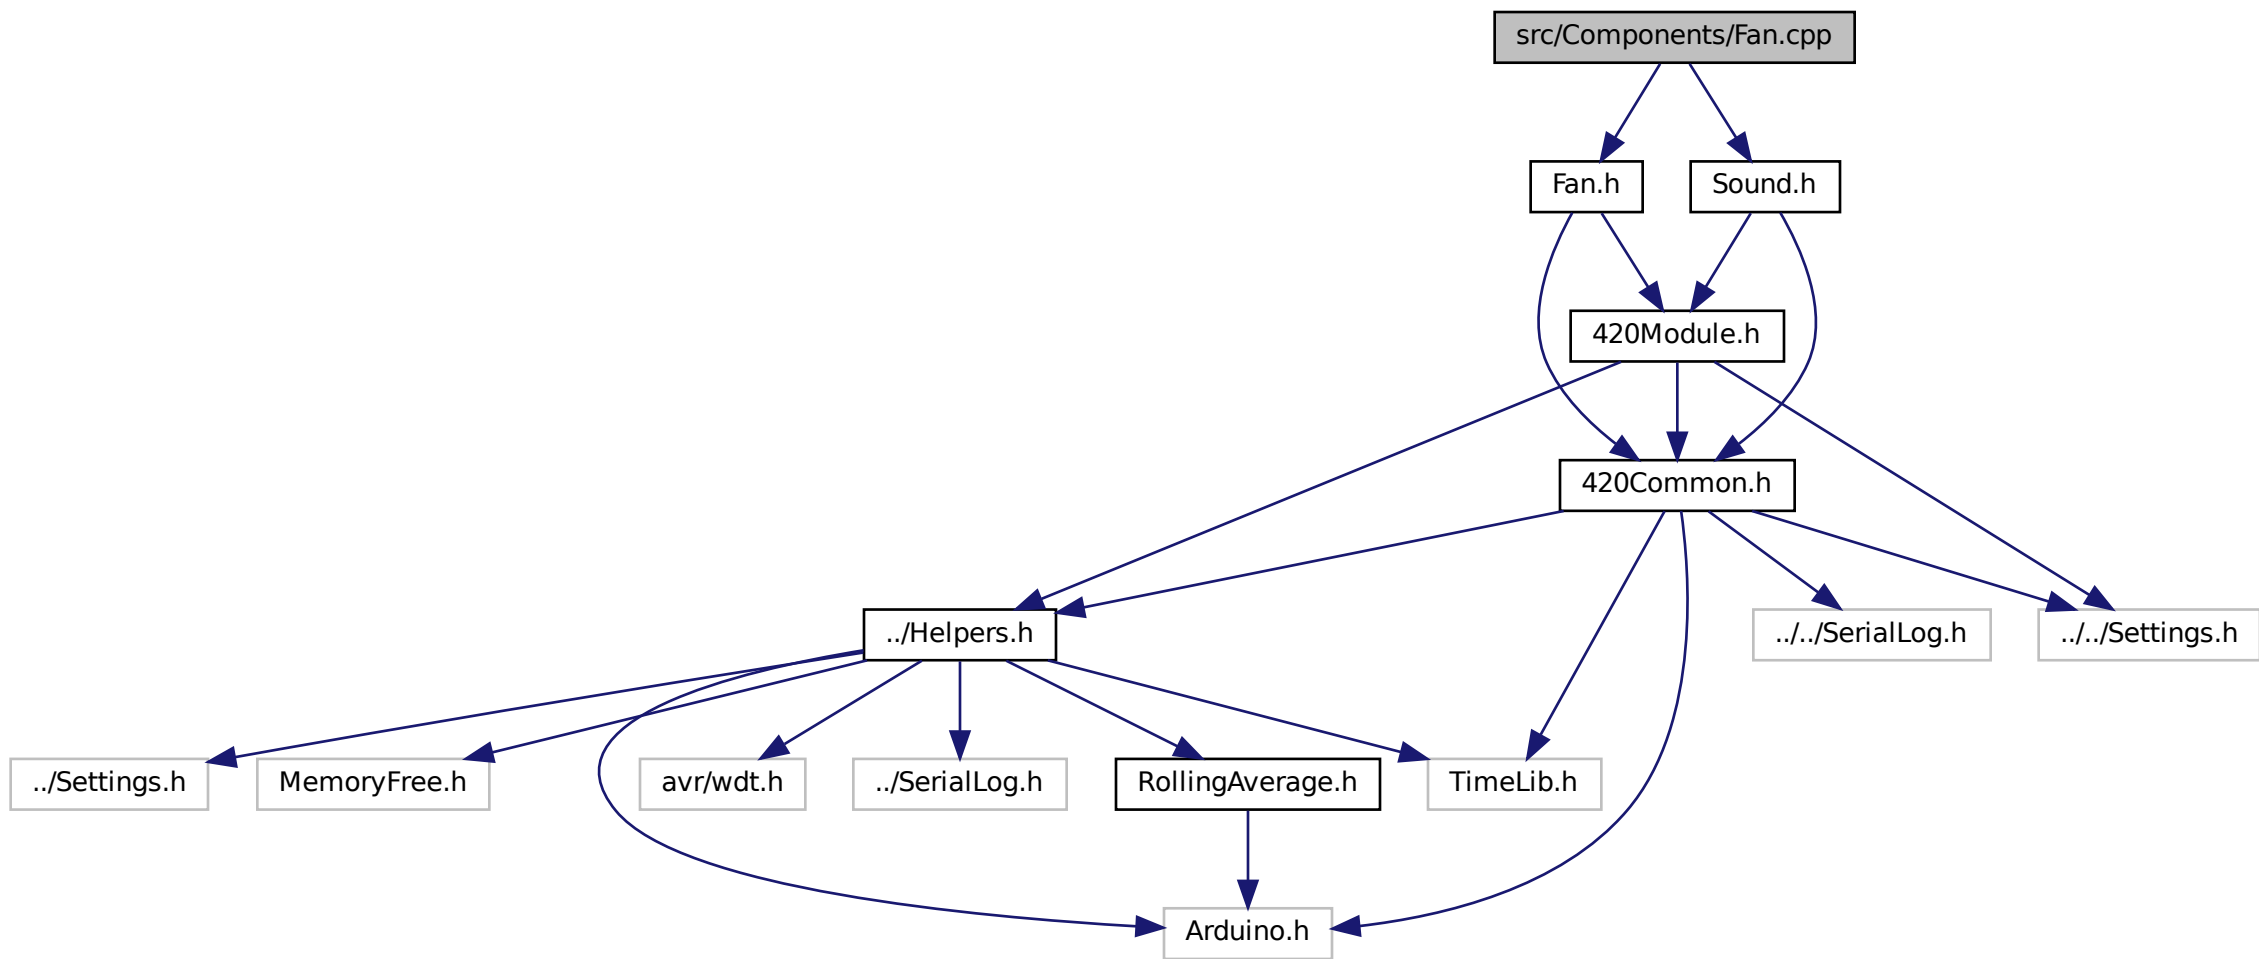 src/Components/Fan.cpp
Fan.h
Sound.h
420Module.h
420Common.h
../Helpers.h
../../SerialLog.h
../../Settings.h
../Settings.h
MemoryFree.h
avr/wdt.h
../SerialLog.h
RollingAverage.h
TimeLib.h
Arduino.h